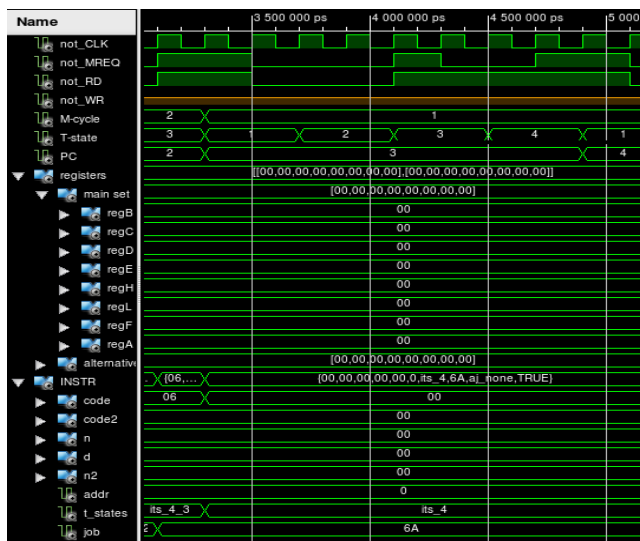 Name
3 500 000 ps
4 000 000 ps
4 500 000 ps
5 000
not_CLK
not_MREQ
not_RD
not_WR
M-cycle 2 1
T-state 3 1 2 3 4 1
PC 2 3 4
registers [[00,00,00,00,00,00,00,00],[00,00,00,00,00,00,00,00]]
main set [00,00,00,00,00,00,00,00]
regB 00
regC 00
regD 00
regE 00
regH 00
regL 00
regF 00
regA 00
alternative [00,00,00,00,00,00,00,00]
INSTR {06,... {00,00,00,00,00,0,its_4,6A,aj_none,TRUE}
code 06 00
code2 00
n 00
d 00
n2 00
addr 0
t_states its_4_3 its_4
job 6A